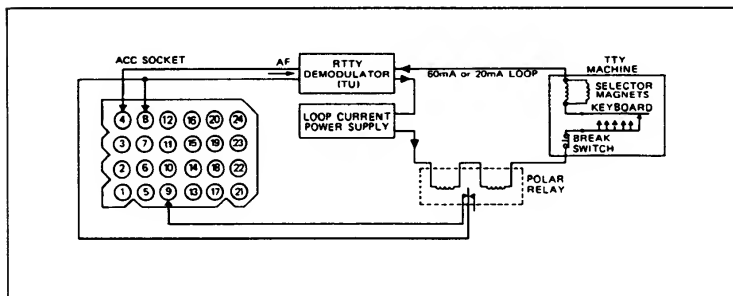 ACC SOCKET
AF
RTTY
DEMODULATOR
(TU)
60mA or 20mA LOOP
TTY
MACHINE
SELECTOR
MAGNETS
KEYBOARD
BREAK
SWITCH
LOOP CURRENT
POWER SUPPLY
POLAR
RELAY
4 8 12 16 20 24
3 7 11 15 19 23
2 6 10 14 18 22
1 5 9 13 17 21